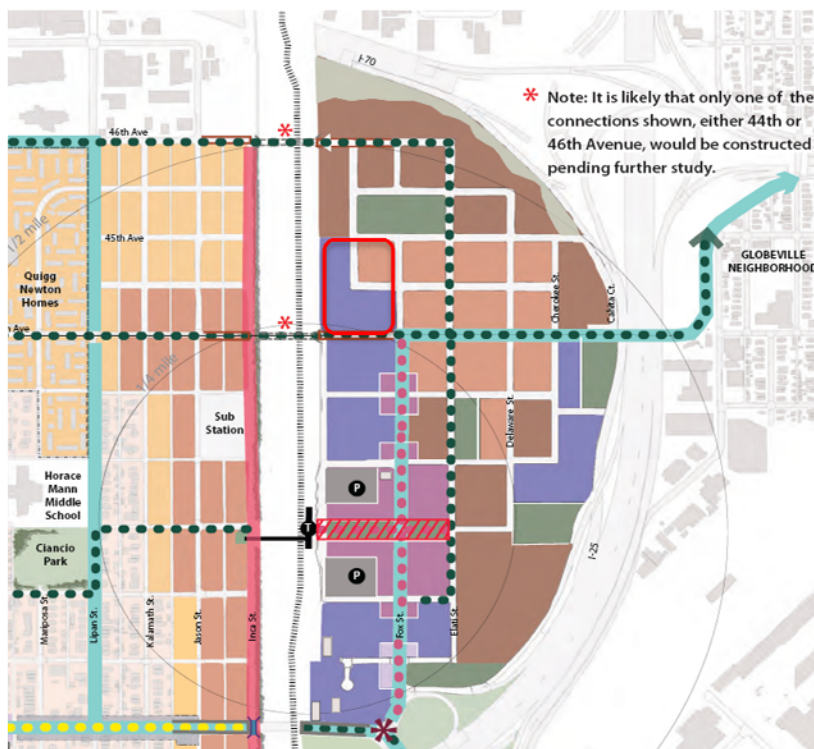 I-70
* Note: It is likely that only one of the
connections shown, either 44th or
46th Avenue, would be constructed
pending further study.
46th Ave
*
1/2 mile
45th Ave
Quigg
Newton
Homes
GLOBEVILLE
NEIGHBORHOOD
Cherokee St.
Cahita Ct.
Ave
*
1/4 mile
Sub
Station
Delaware St.
Horace
Mann
Middle
School
P
T
Ciancio
Park
P
I-25
Mariposa St.
Lipan St.
Kalamath St.
Jason St.
Inca St.
Fox St.
Elati St.